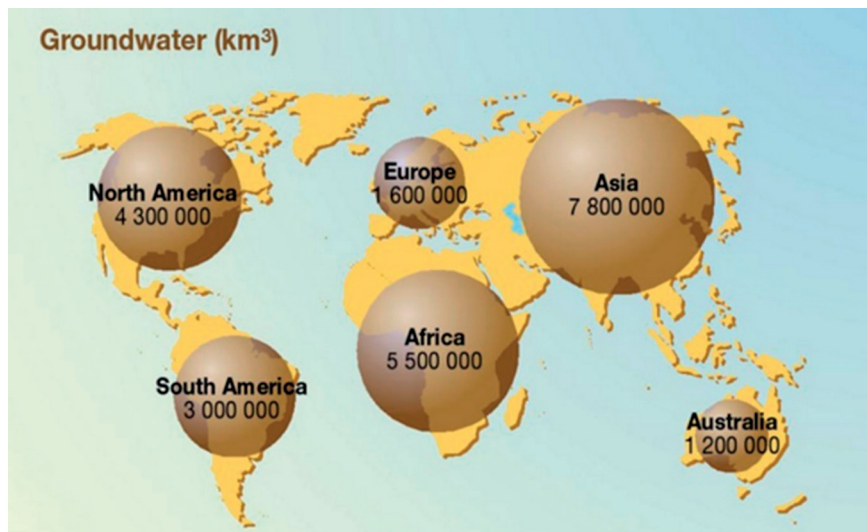 Groundwater (km³)
North America
4 300 000
Europe
1 600 000
Asia
7 800 000
Africa
5 500 000
South America
3 000 000
Australia
1 200 000